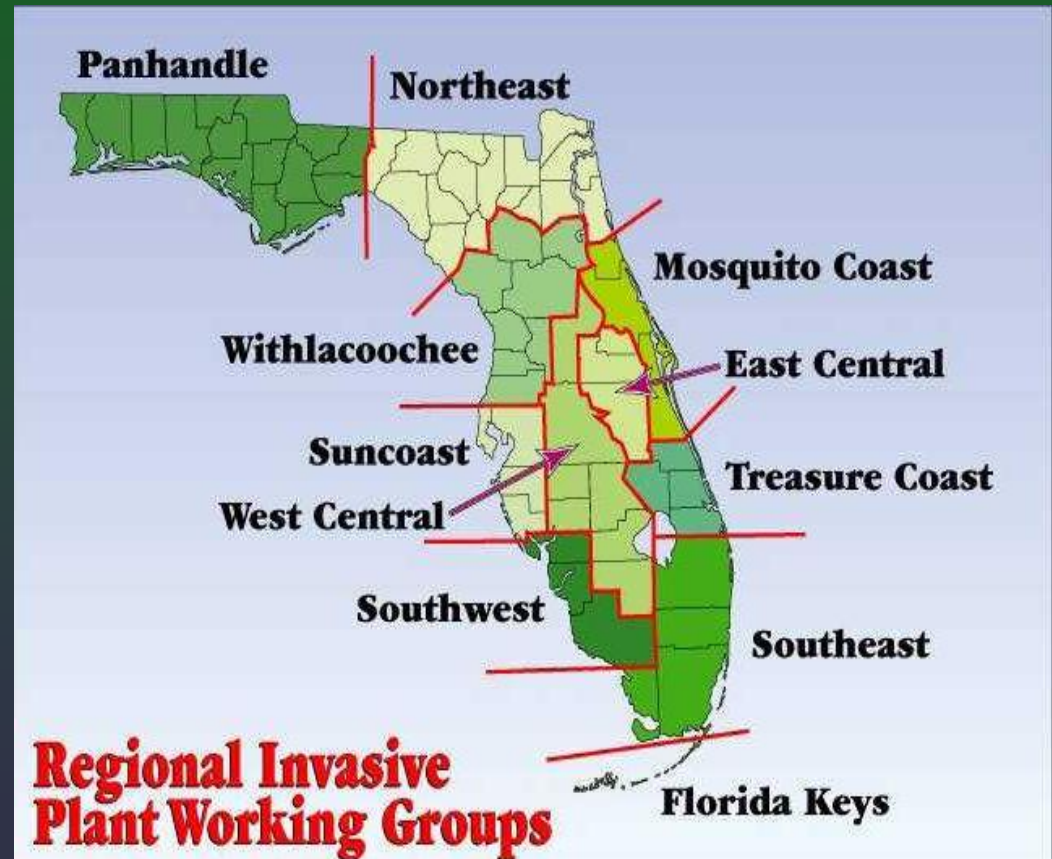 Panhandle
Northeast
Mosquito Coast
Withlacoochee
East Central
Suncoast
Treasure Coast
West Central
Southwest
Southeast
Regional Invasive
Plant Working Groups
Florida Keys